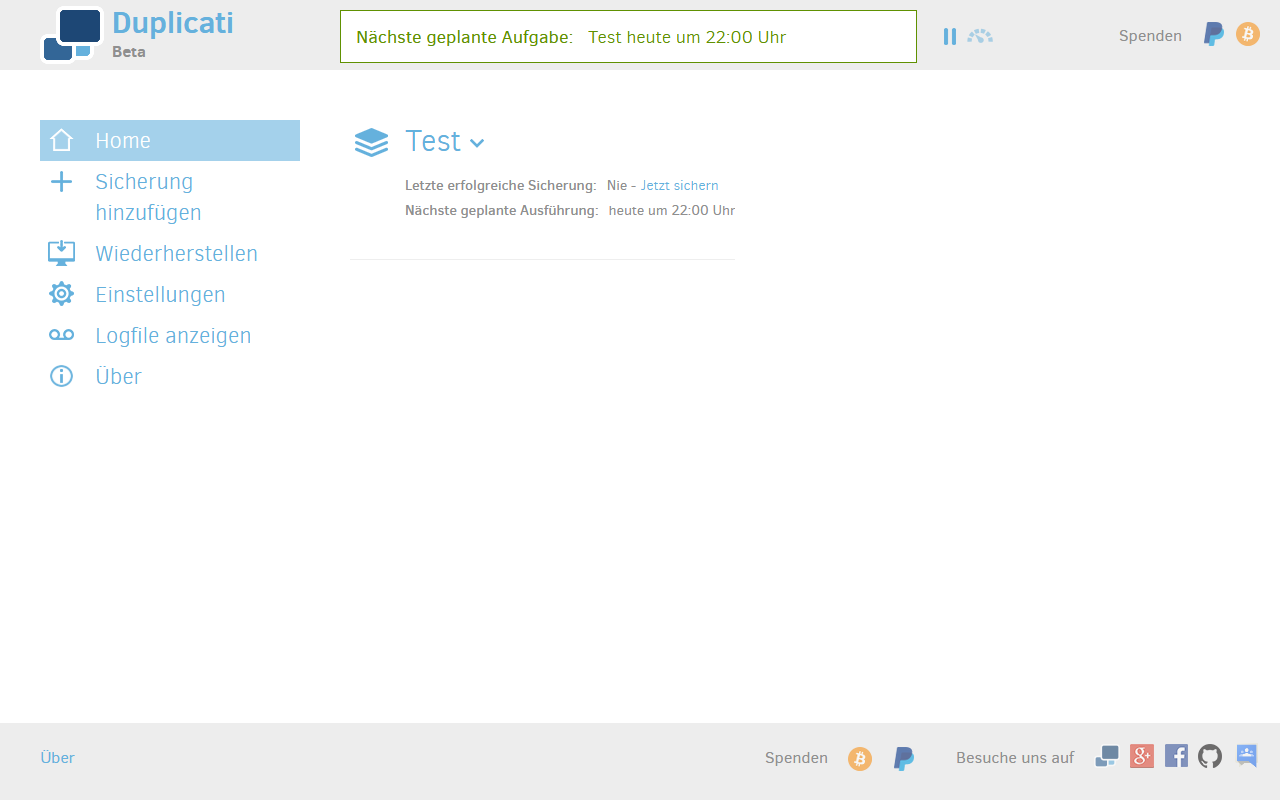 Duplicati
Beta
Nächste geplante Aufgabe: Test heute um 22:00 Uhr
Spenden
Home
Sicherung
hinzufügen
Wiederherstellen
Einstellungen
Logfile anzeigen
Über
Test
Letzte erfolgreiche Sicherung: Nie - Jetzt sichern
Nächste geplante Ausführung: heute um 22:00 Uhr
Über
Spenden
Besuche uns auf